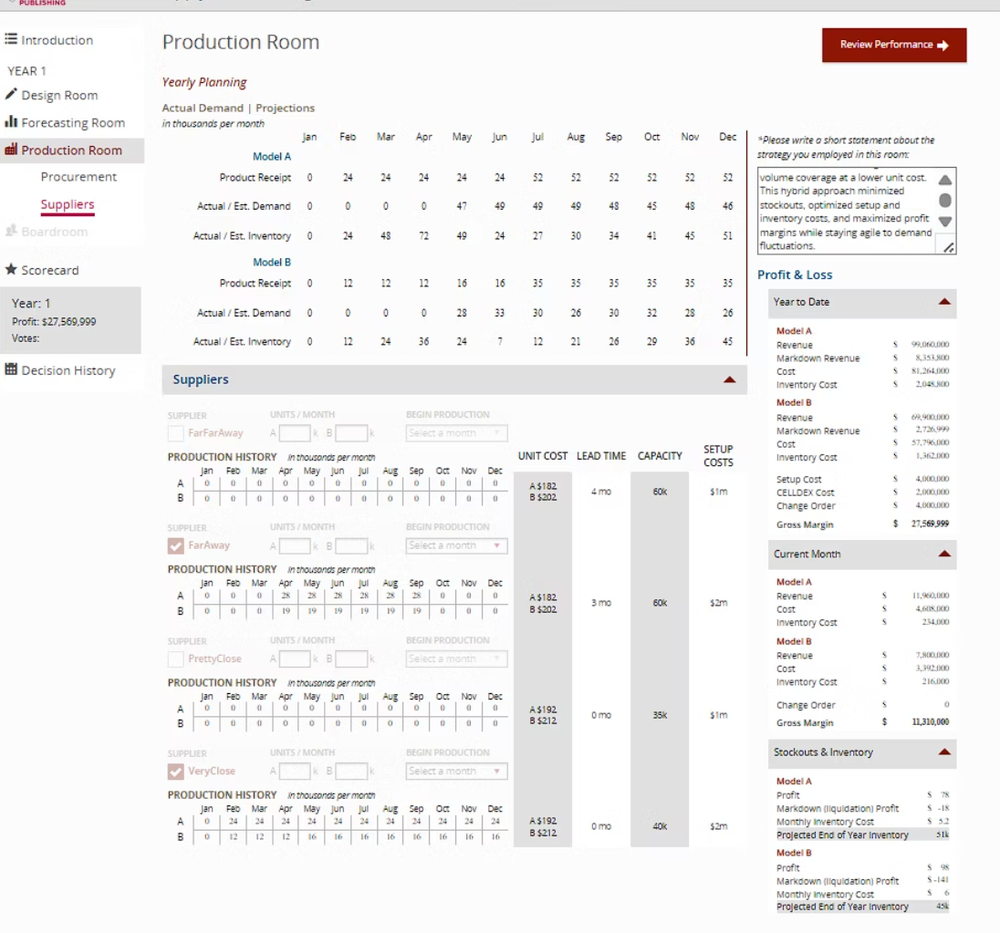 PUBLISHING
Introduction
YEAR 1
Design Room
Forecasting Room
Production Room
Procurement
Suppliers
Boardroom
Scorecard
Year: 1
Profit: $27,569,999
Votes:
Decision History
Production Room
Review Performance
Yearly Planning
Actual Demand | Projections
in thousands per month
Jan Feb Mar Apr May Jun Jul Aug Sep Oct Nov Dec
Model A
Product Receipt 0 24 24 24 24 24 52 52 52 52 52 52
Actual / Est. Demand 0 0 0 0 47 49 49 49 48 45 48 46
Actual / Est. Inventory 0 24 48 72 49 24 27 30 34 41 45 51
Model B
Product Receipt 0 12 12 12 16 16 35 35 35 35 35 35
Actual / Est. Demand 0 0 0 0 28 33 30 26 30 32 28 26
Actual / Est. Inventory 0 12 24 36 24 7 12 21 26 29 36 45
*Please write a short statement about the
strategy you employed in this room:
volume coverage at a lower unit cost.
This hybrid approach minimized
stockouts, optimized setup and
inventory costs, and maximized profit
margins while staying agile to demand
fluctuations.
Suppliers
UNIT COST LEAD TIME CAPACITY SETUP COSTS
SUPPLIER UNITS / MONTH BEGIN PRODUCTION
FarFarAway A k B k Select a month
PRODUCTION HISTORY in thousands per month
Jan Feb Mar Apr May Jun Jul Aug Sep Oct Nov Dec
A 0 0 0 0 0 0 0 0 0 0 0 0
B 0 0 0 0 0 0 0 0 0 0 0 0
A $182
B $202
4 mo 60k $1m
SUPPLIER UNITS / MONTH BEGIN PRODUCTION
FarAway A k B k Select a month
PRODUCTION HISTORY in thousands per month
Jan Feb Mar Apr May Jun Jul Aug Sep Oct Nov Dec
A 0 0 0 28 28 28 28 28 28 0 0 0
B 0 0 0 19 19 19 19 19 19 0 0 0
A $182
B $202
3 mo 60k $2m
SUPPLIER UNITS / MONTH BEGIN PRODUCTION
PrettyClose A k B k Select a month
PRODUCTION HISTORY in thousands per month
Jan Feb Mar Apr May Jun Jul Aug Sep Oct Nov Dec
A 0 0 0 0 0 0 0 0 0 0 0 0
B 0 0 0 0 0 0 0 0 0 0 0 0
A $192
B $212
0 mo 35k $1m
SUPPLIER UNITS / MONTH BEGIN PRODUCTION
VeryClose A k B k Select a month
PRODUCTION HISTORY in thousands per month
Jan Feb Mar Apr May Jun Jul Aug Sep Oct Nov Dec
A 0 24 24 24 24 24 24 24 24 24 24 24
B 0 12 12 12 16 16 16 16 16 16 16 16
A $192
B $212
0 mo 40k $2m
Profit & Loss
Year to Date
Model A
Revenue $ 99,060,000
Markdown Revenue $ 8,353,800
Cost $ 81,264,000
Inventory Cost $ 2,048,800
Model B
Revenue $ 69,900,000
Markdown Revenue $ 2,726,999
Cost $ 57,796,000
Inventory Cost $ 1,362,000
Setup Cost $ 4,000,000
CELLDEX Cost $ 2,000,000
Change Order $ 4,000,000
Gross Margin $ 27,569,999
Current Month
Model A
Revenue $ 11,960,000
Cost $ 4,608,000
Inventory Cost $ 234,000
Model B
Revenue $ 7,800,000
Cost $ 3,392,000
Inventory Cost $ 216,000
Change Order $ 0
Gross Margin $ 11,310,000
Stockouts & Inventory
Model A
Profit $ 78
Markdown (liquidation) Profit $ -18
Monthly Inventory Cost $ 5.2
Projected End of Year Inventory 51k
Model B
Profit $ 98
Markdown (liquidation) Profit $ -141
Monthly Inventory Cost $ 6
Projected End of Year Inventory 45k